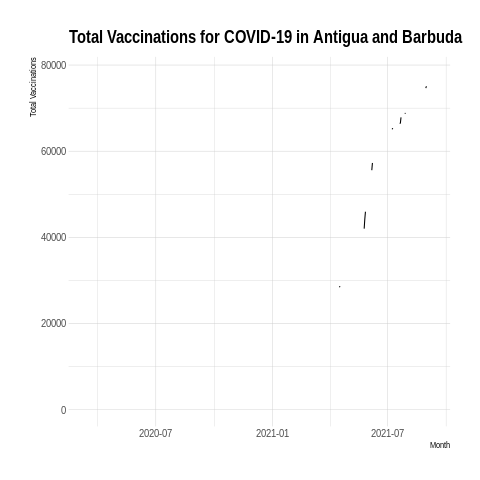 Total Vaccinations for COVID-19 in Antigua and Barbuda
Total Vaccinations
80000
60000
40000
20000
0
2020-07 2021-01 2021-07
Month